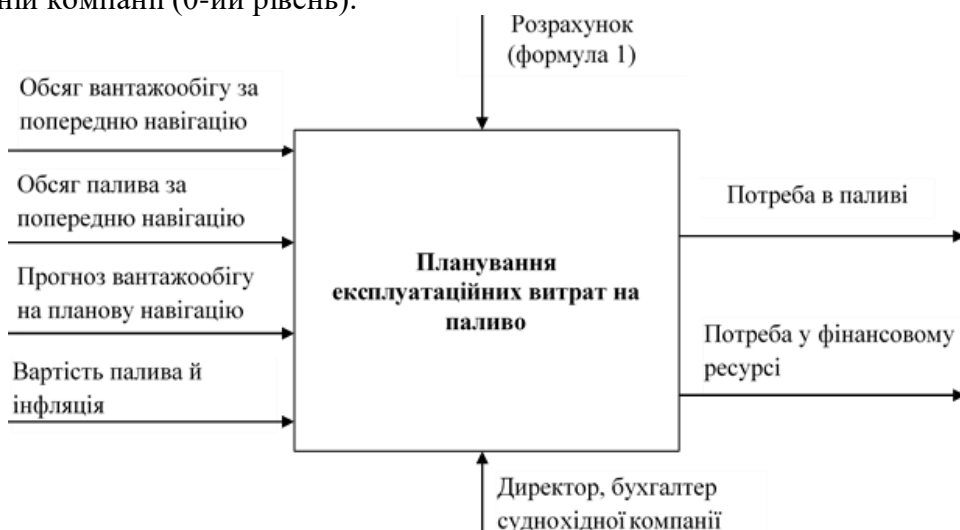 ній компанії (0-ий рівень).
Розрахунок
(формула 1)
Обсяг вантажообігу за
попередню навігацію
Обсяг палива за
попередню навігацію
Прогноз вантажообігу
на планову навігацію
Вартість палива й
інфляція
Планування
експлуатаційних витрат на
паливо
Потреба в паливі
Потреба у фінансовому
ресурсі
Директор, бухгалтер
суднохідної компанії